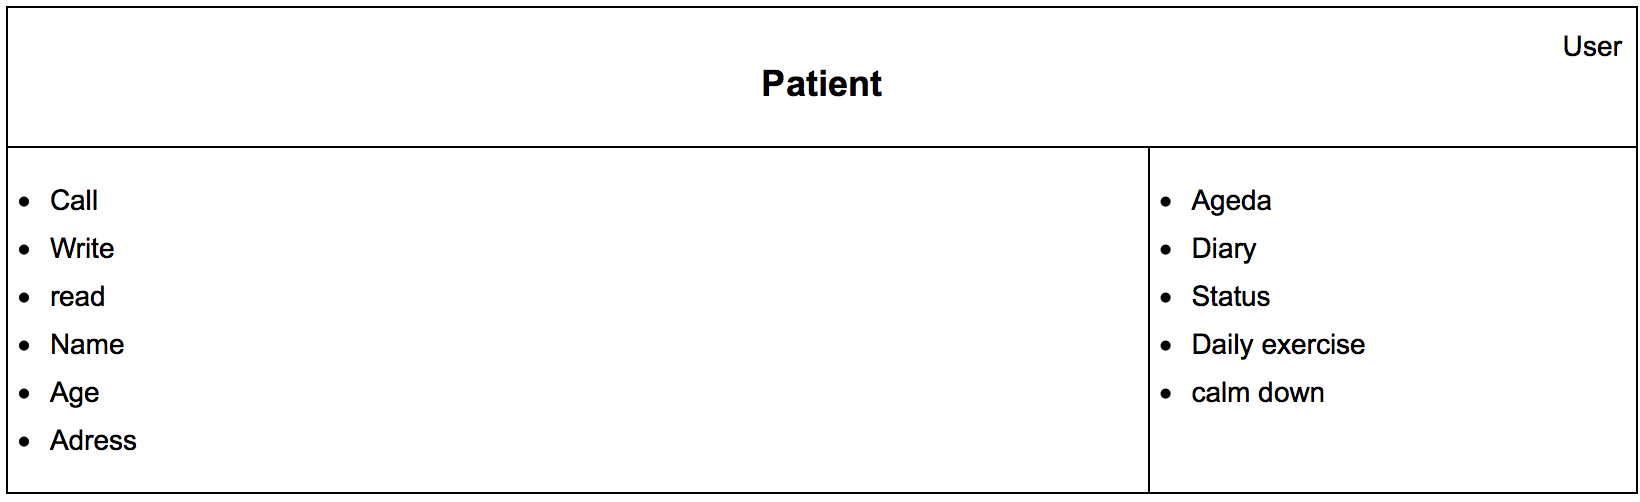 User
Patient
Call
Write
read
Name
Age
Adress
Ageda
Diary
Status
Daily exercise
calm down